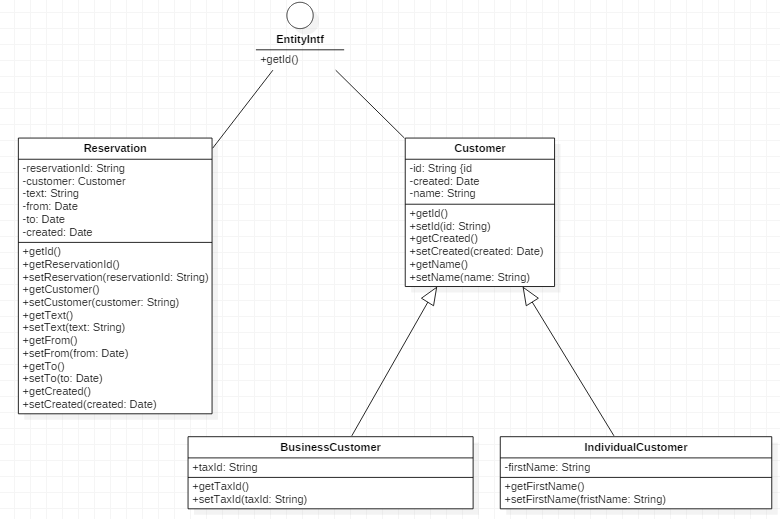 EntityIntf
+getId()
Reservation
-reservationId: String
-customer: Customer
-text: String
-from: Date
-to: Date
-created: Date
+getId()
+getReservationId()
+setReservation(reservationId: String)
+getCustomer()
+setCustomer(customer: String)
+getText()
+setText(text: String)
+getFrom()
+setFrom(from: Date)
+getTo()
+setTo(to: Date)
+getCreated()
+setCreated(created: Date)
Customer
-id: String {id
-created: Date
-name: String
+getId()
+setId(id: String)
+getCreated()
+setCreated(created: Date)
+getName()
+setName(name: String)
BusinessCustomer
+taxId: String
+getTaxId()
+setTaxId(taxId: String)
IndividualCustomer
-firstName: String
+getFirstName()
+setFirstName(fristName: String)